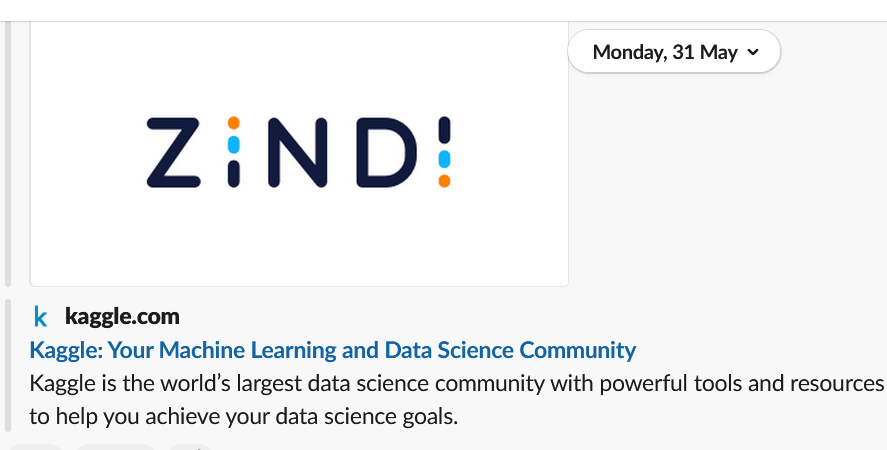 ZINDI
Monday, 31 May
k kaggle.com
Kaggle: Your Machine Learning and Data Science Community
Kaggle is the world’s largest data science community with powerful tools and resources
to help you achieve your data science goals.